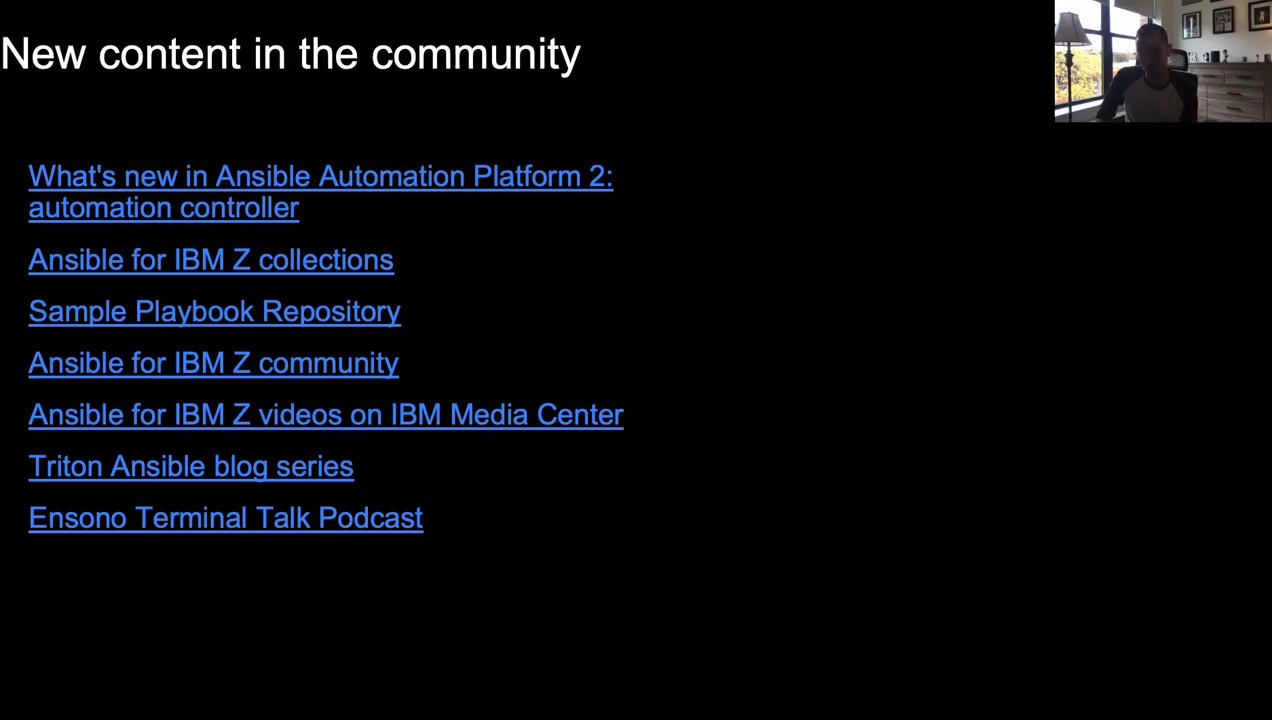 New content in the community
What's new in Ansible Automation Platform 2:
automation controller
Ansible for IBM Z collections
Sample Playbook Repository
Ansible for IBM Z community
Ansible for IBM Z videos on IBM Media Center
Triton Ansible blog series
Ensono Terminal Talk Podcast